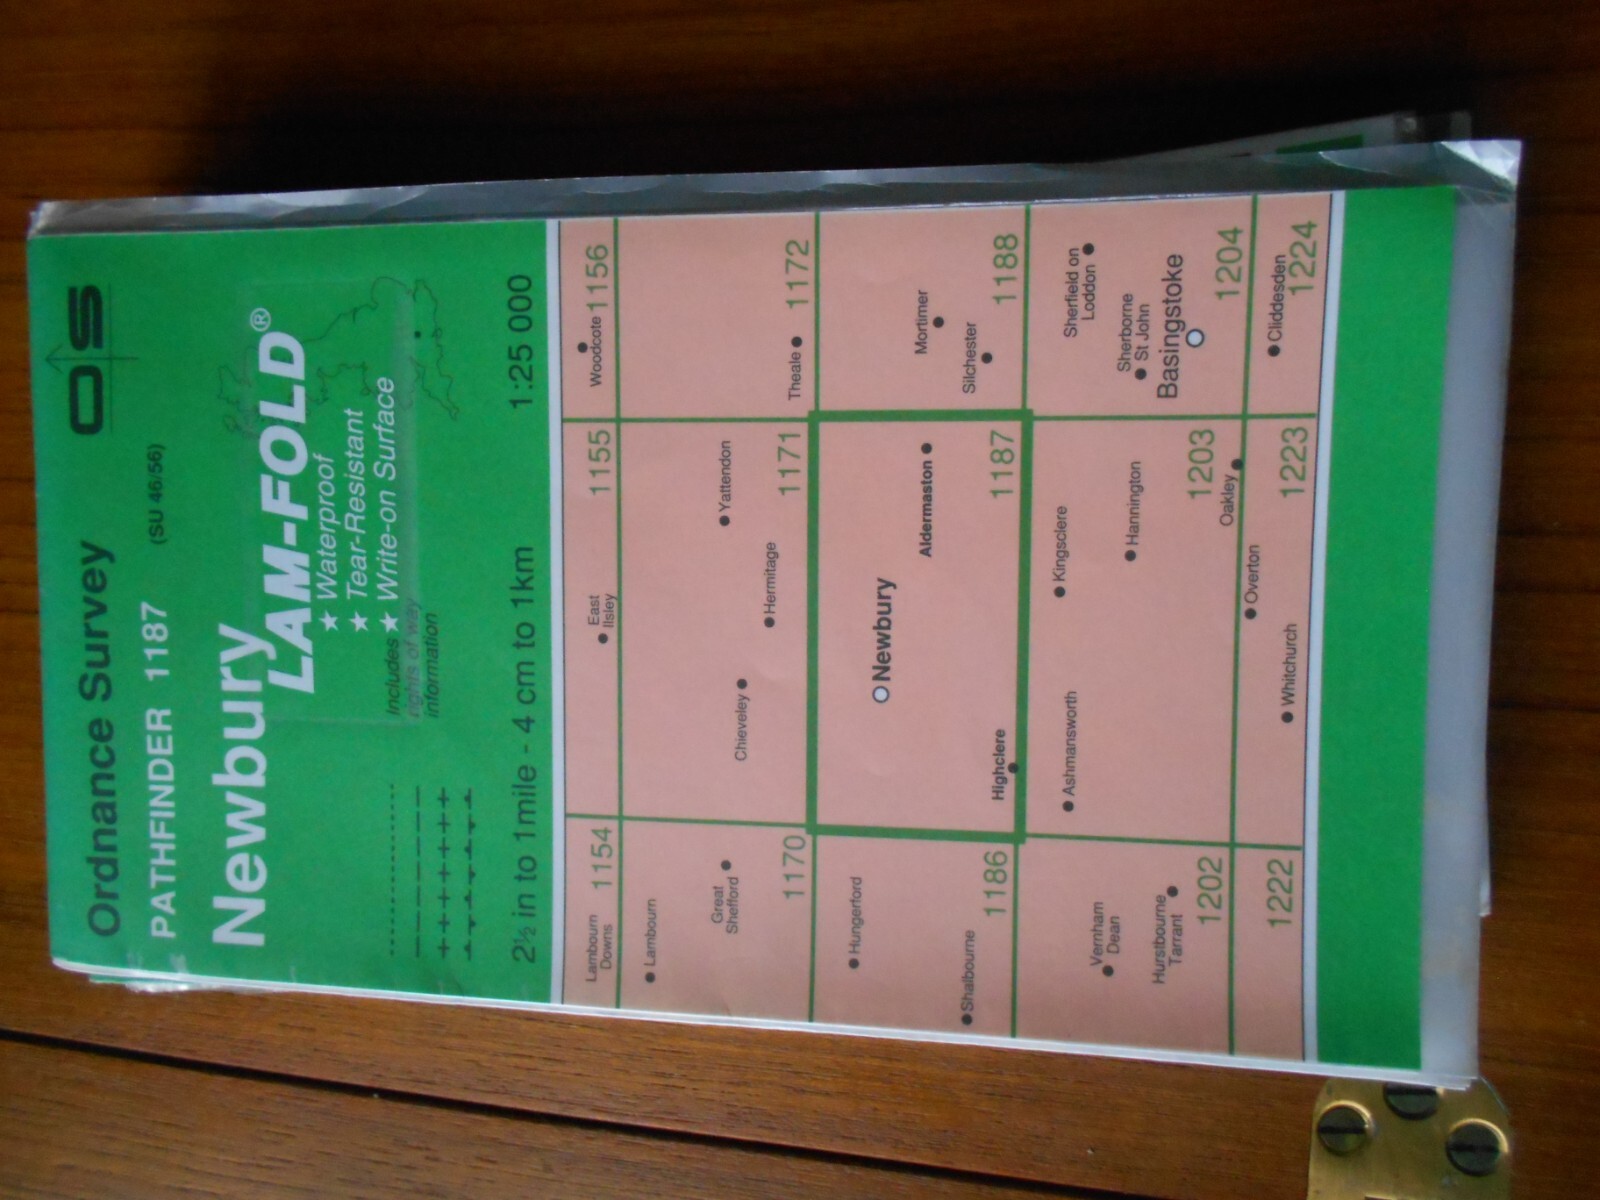 Ordnance Survey
OS
PATHFINDER 1187
(SU 46/56)
Newbury
LAM-FOLD®
★ Waterproof
★ Tear-Resistant
★ Write-on Surface
Includes
rights of way
information
2½ in to 1mile - 4 cm to 1km
1:25 000
Lambourn
Downs
1154
East
Ilsley
1155
Woodcote
1156
Lambourn
Great
Shefford
1170
Chieveley
Hermitage
Yattendon
1171
Theale
1172
Hungerford
Shalbourne
1186
Newbury
Aldermaston
Highclere
1187
Mortimer
Silchester
1188
Vernham
Dean
Hurstbourne
Tarrant
1202
Ashmansworth
Kingsclere
Hannington
Oakley
1203
Sherfield on
Loddon
Sherborne
St John
Basingstoke
1204
1222
Overton
Whitchurch
1223
Cliddesden
1224